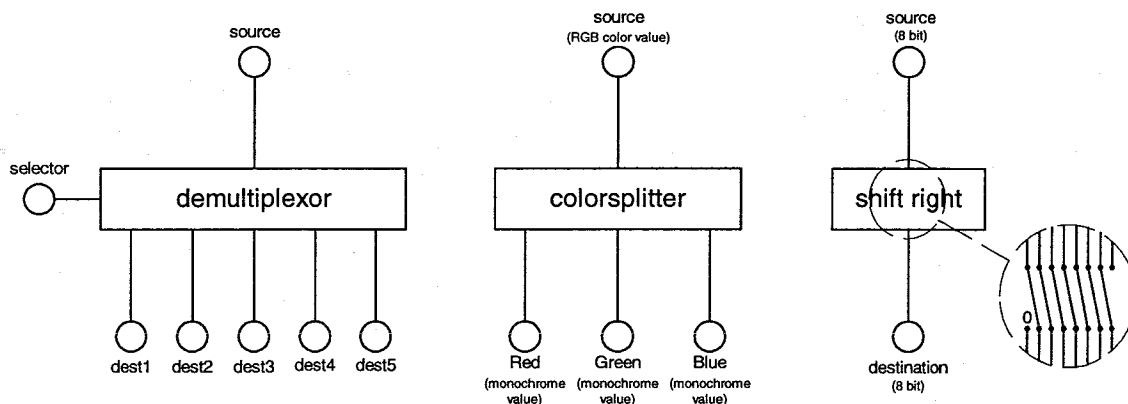 source
selector
demultiplexor
dest1 dest2 dest3 dest4 dest5
source
(RGB color value)
colorsplitter
Red Green Blue
(monochrome value) (monochrome value) (monochrome value)
source
(8 bit)
shift right
0
destination
(8 bit)